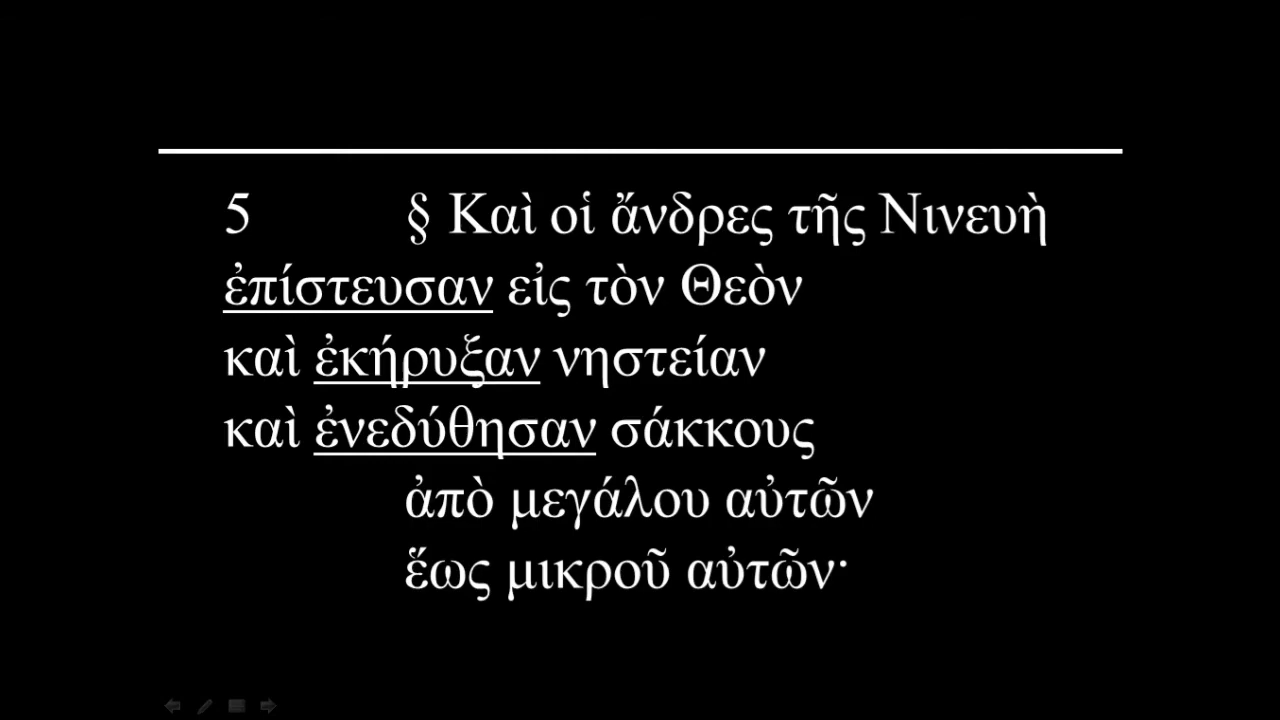 5 § Καὶ οἱ ἄνδρες τῆς Νινευὴ
ἐπίστευσαν εἰς τὸν Θεὸν
καὶ ἐκήρυξαν νηστείαν
καὶ ἐνεδύθησαν σάκκους
ἀπὸ μεγάλου αὐτῶν
ἕως μικροῦ αὐτῶν·